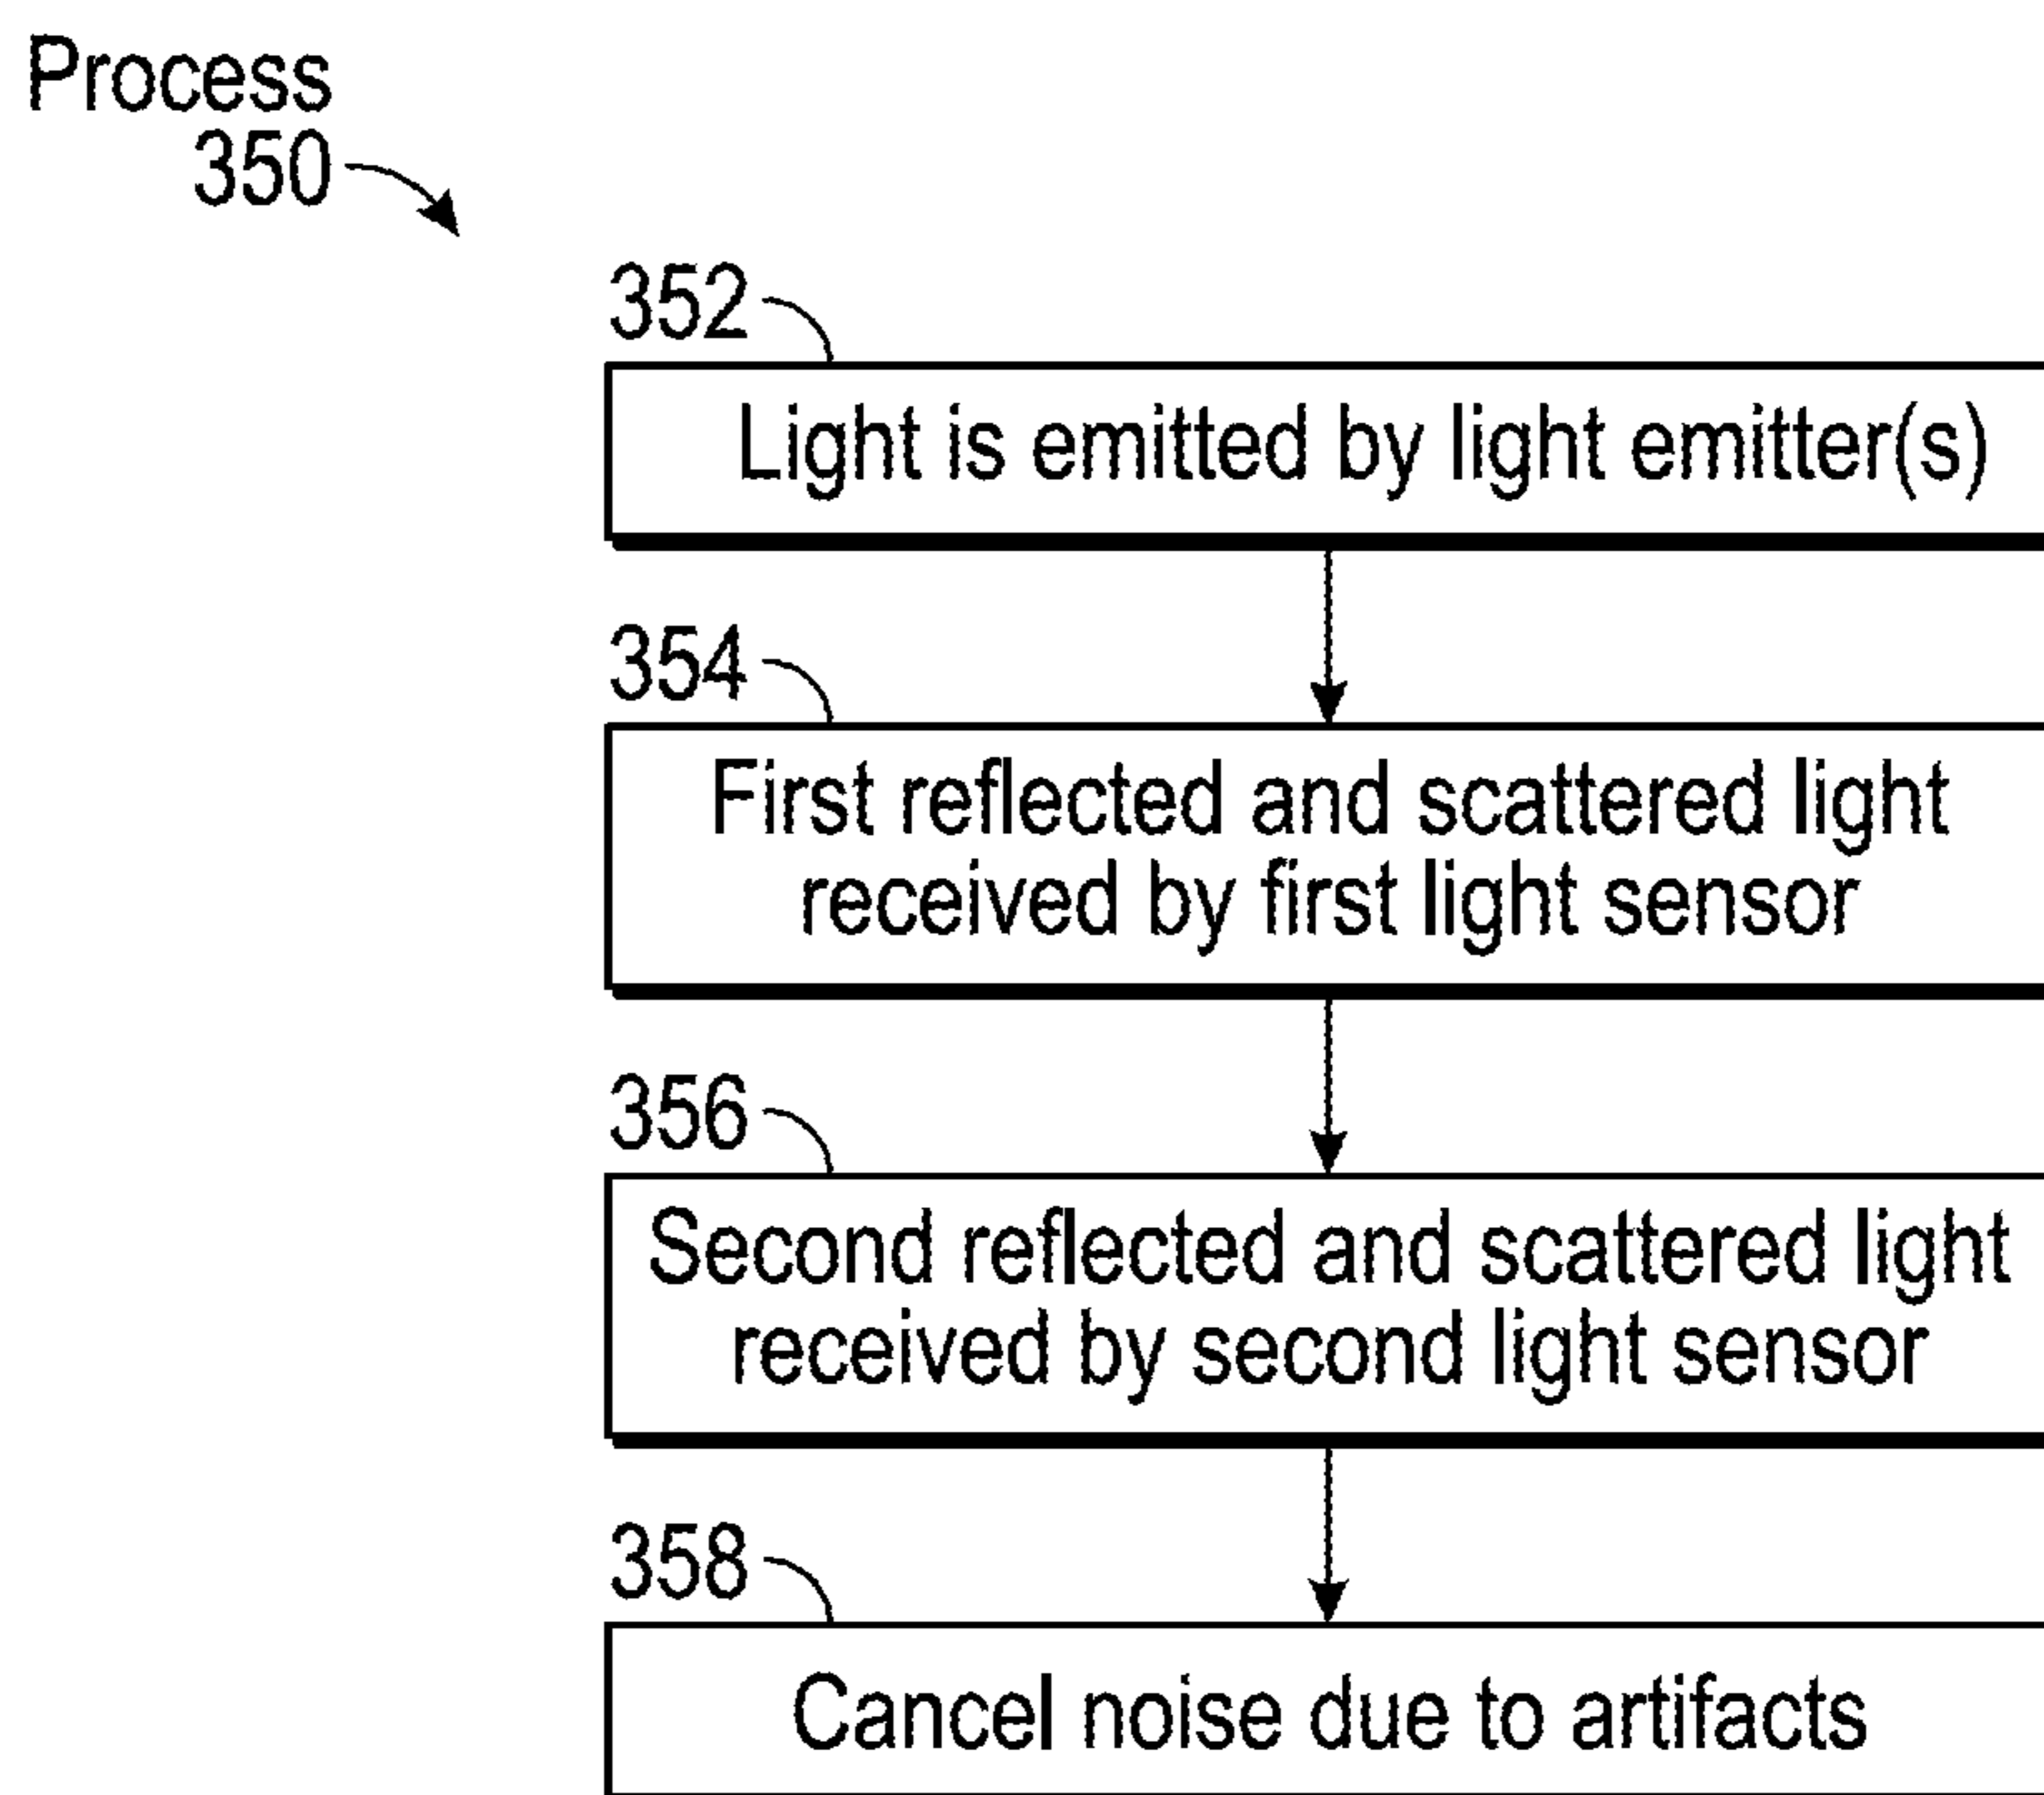 Process
350
352
Light is emitted by light emitter(s)
354
First reflected and scattered light
received by first light sensor
356
Second reflected and scattered light
received by second light sensor
358
Cancel noise due to artifacts